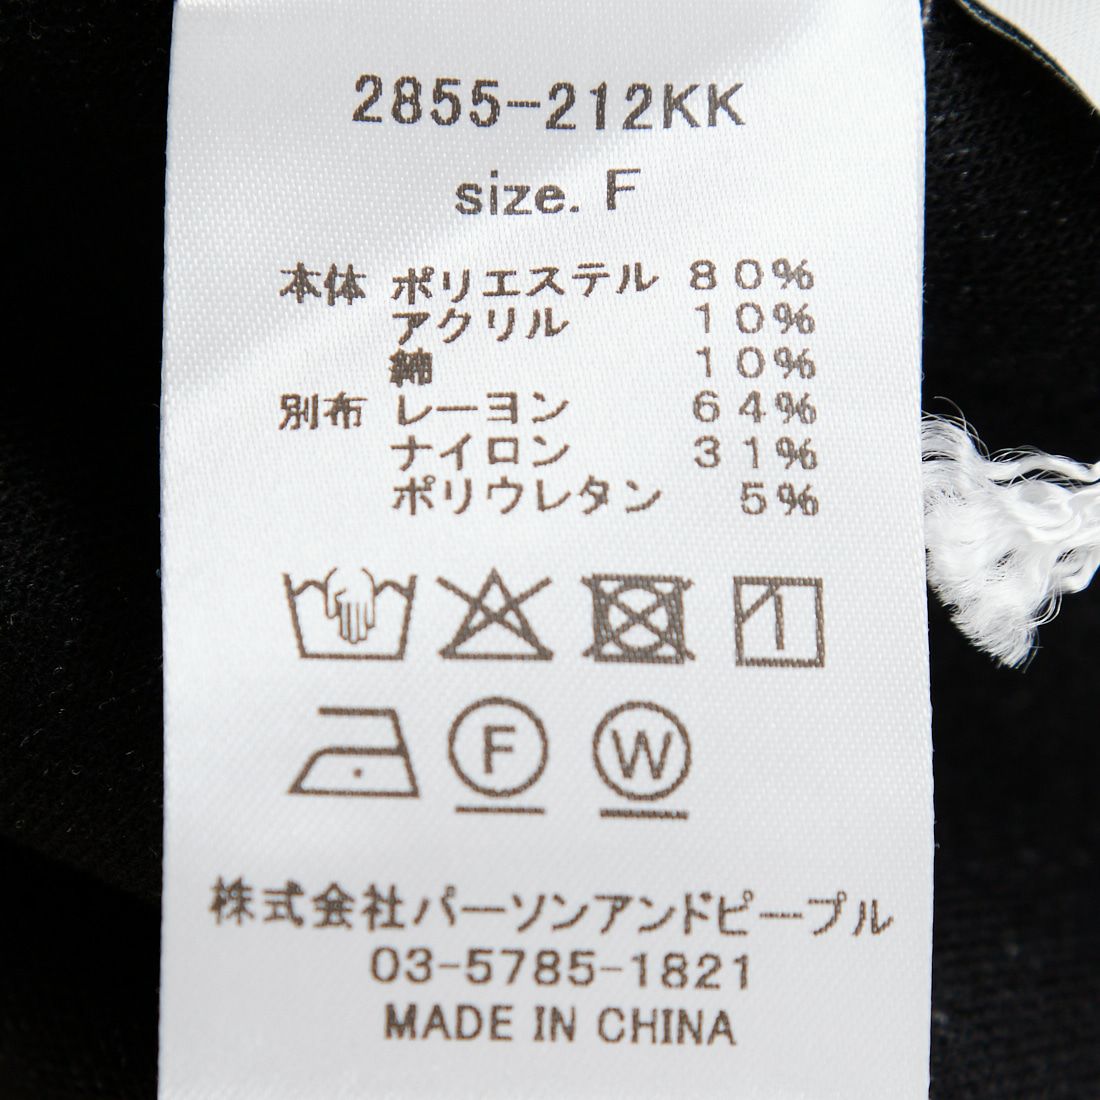 2855-212KK
size. F
本体 ポリエステル 80%
アクリル 10%
綿 10%
別布 レーヨン 64%
ナイロン 31%
ポリウレタン 5%
F W
株式会社パーソンアンドピープル
03-5785-1821
MADE IN CHINA